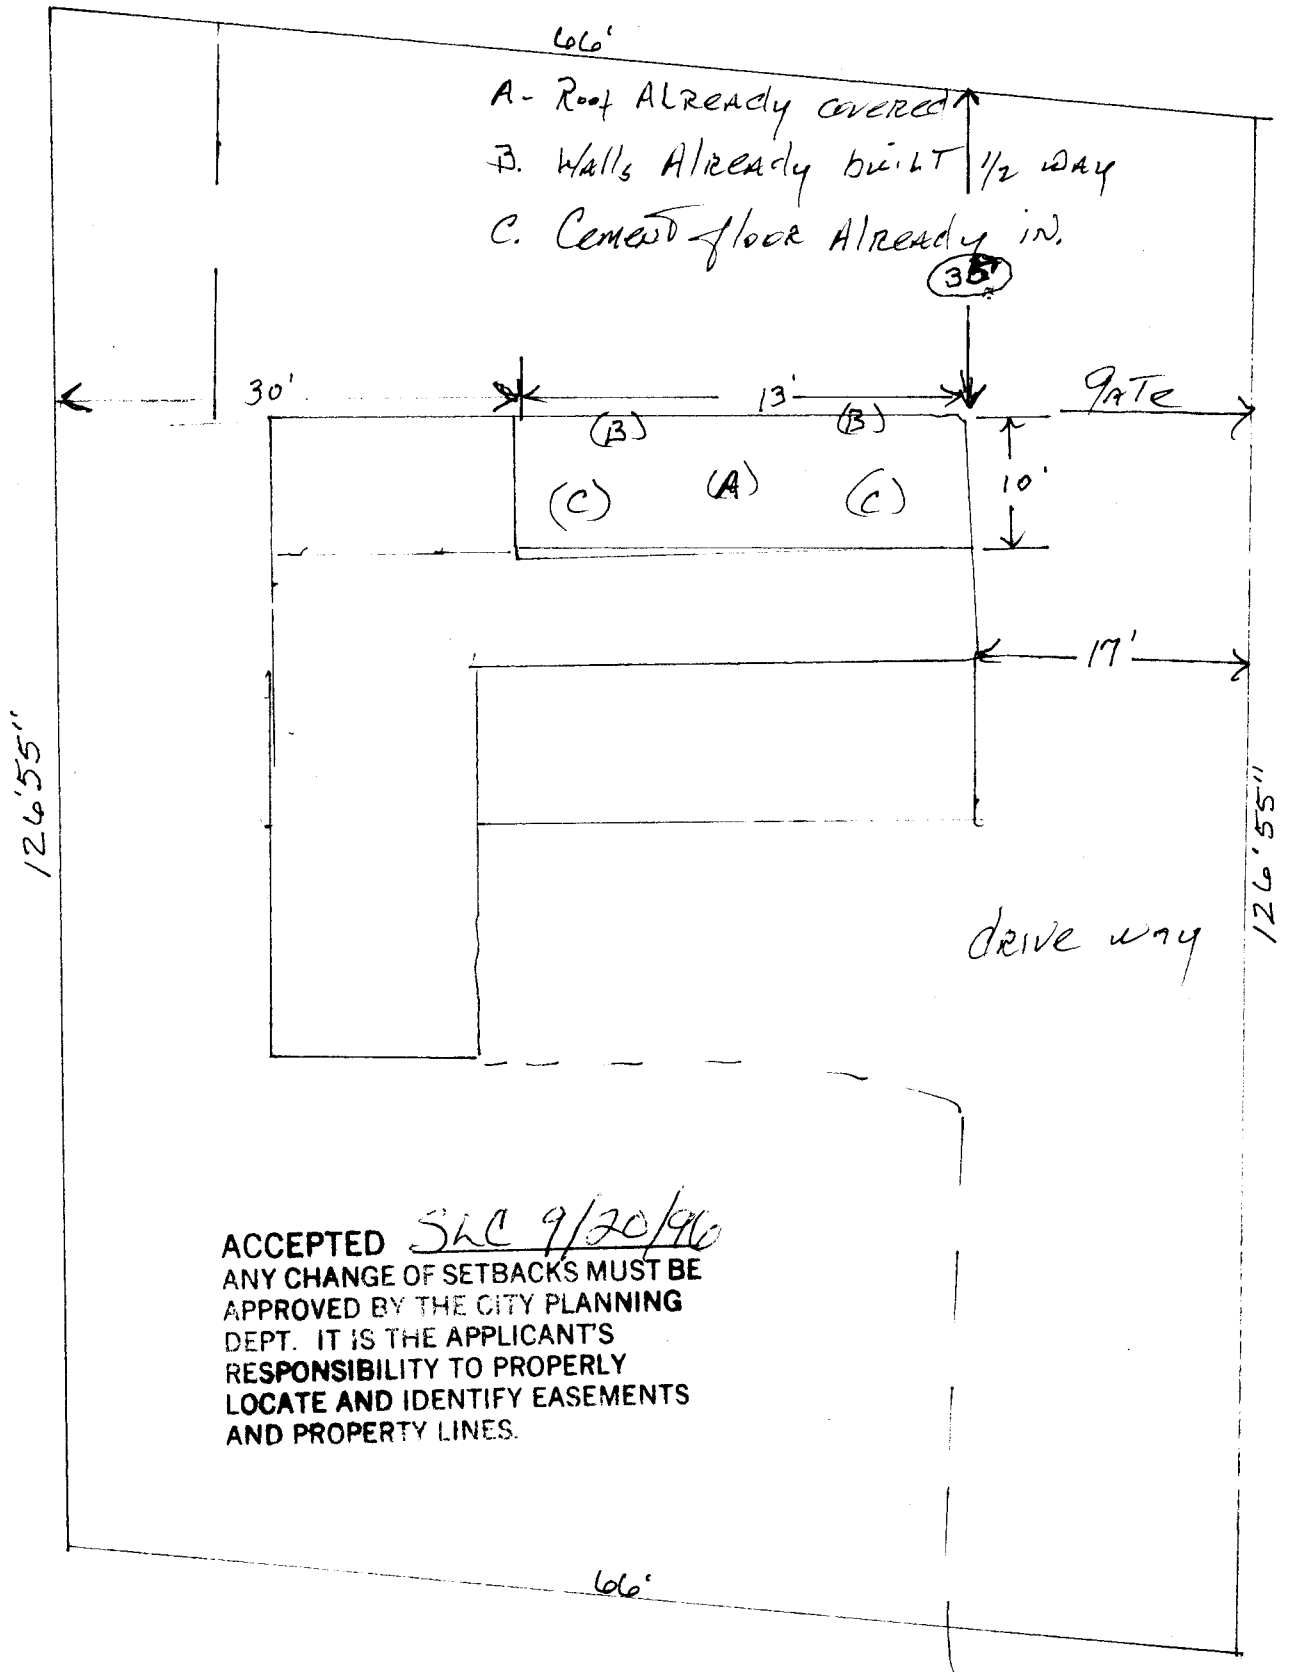 66'
A- Roof Already covered
B. Walls Already built 1/2 way
C. Cement floor Already in.
30'
13'
gate
(B) (B)
(C) (A) (C)
10'
17'
126'55"
126'55"
drive way
ACCEPTED SLC 9/20/96
ANY CHANGE OF SETBACKS MUST BE
APPROVED BY THE CITY PLANNING
DEPT. IT IS THE APPLICANT'S
RESPONSIBILITY TO PROPERLY
LOCATE AND IDENTIFY EASEMENTS
AND PROPERTY LINES.
66'